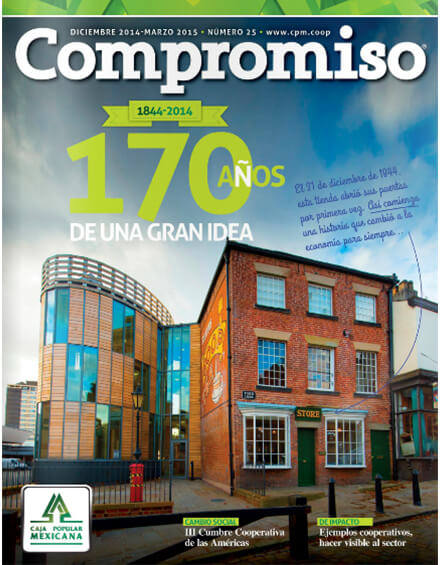 DICIEMBRE 2014-MARZO 2015 • NÚMERO 25 • www.cpm.coop
Compromiso
1844-2014
170 AÑOS
DE UNA GRAN IDEA
El 21 de diciembre de 1844,
esta tienda abrió sus puertas
por primera vez. Así comienza
una historia que cambió a la
economía para siempre...
STORE
CAJA POPULAR
MEXICANA
CAMBIO SOCIAL
III Cumbre Cooperativa
de las Américas
DE IMPACTO
Ejemplos cooperativos,
hacer visible al sector